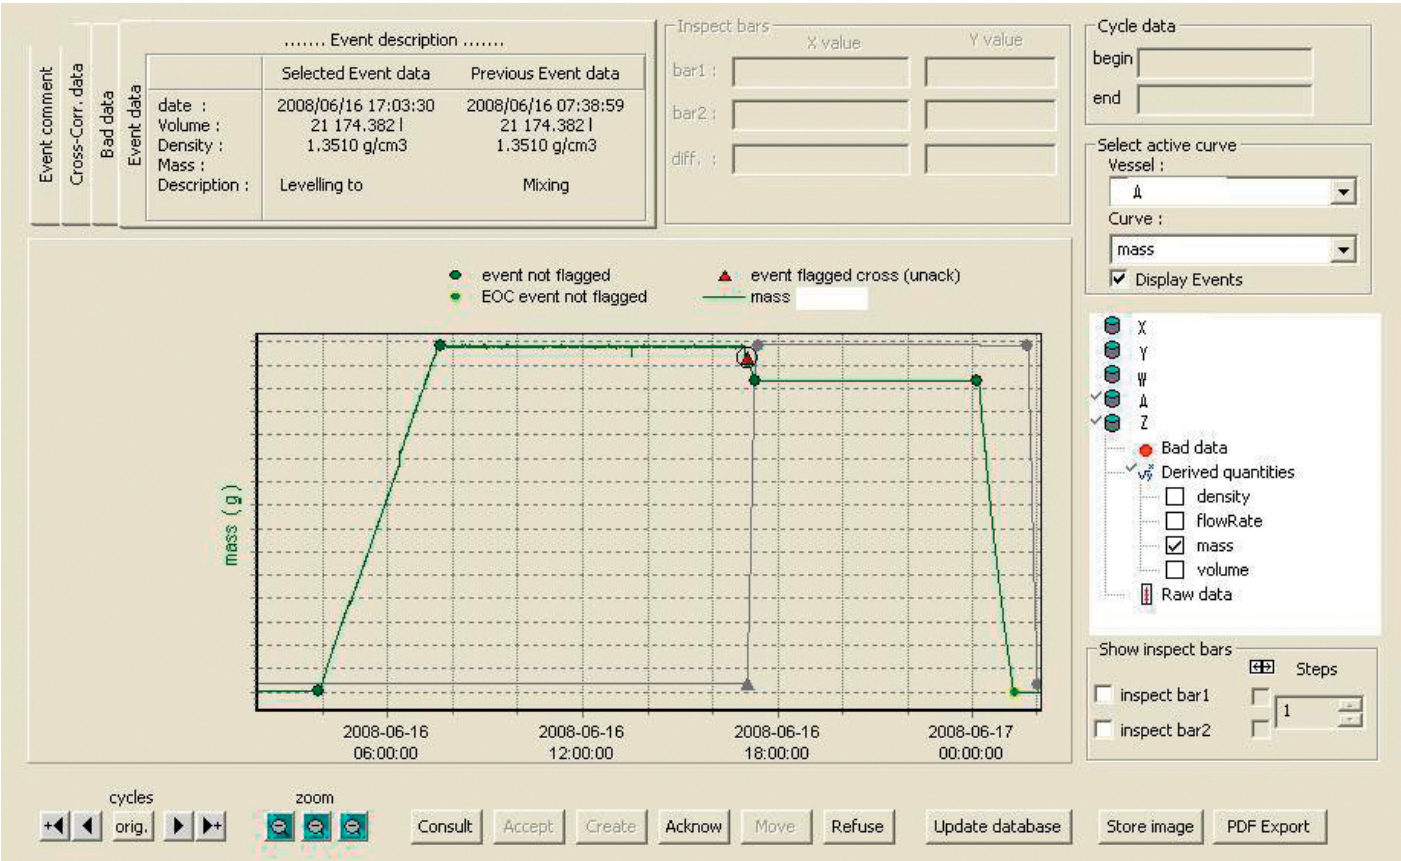 Event comment
Cross-Corr. data
Bad data
Event data
....... Event description .......
Selected Event data Previous Event data
date : 2008/06/16 17:03:30 2008/06/16 07:38:59
Volume : 21 174.382 l 21 174.382 l
Density : 1.3510 g/cm3 1.3510 g/cm3
Mass :
Description : Levelling to Mixing
Inspect bars
X value Y value
bar1 :
bar2 :
diff. :
Cycle data
begin
end
Select active curve
Vessel :
A
Curve :
mass
Display Events
event not flagged
event flagged cross (unack)
EOC event not flagged
mass
mass (g)
2008-06-16 2008-06-16 2008-06-16 2008-06-17
06:00:00 12:00:00 18:00:00 00:00:00
X
Y
W
A
Z
Bad data
Derived quantities
density
flowRate
mass
volume
Raw data
Show inspect bars
Steps
inspect bar1
1
inspect bar2
cycles
zoom
+ orig. +
Consult Accept Create Acknow Move Refuse Update database Store image PDF Export